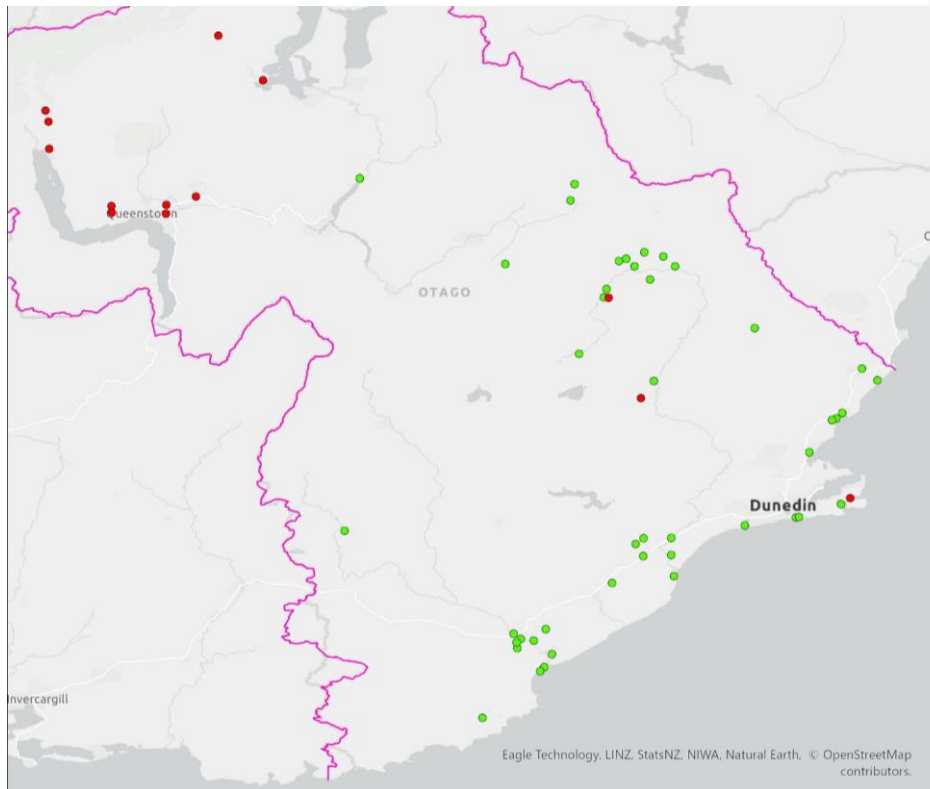 Queenstown
OTAGO
Dunedin
Invercargill
Eagle Technology, LINZ, StatsNZ, NIWA, Natural Earth, © OpenStreetMap
contributors.